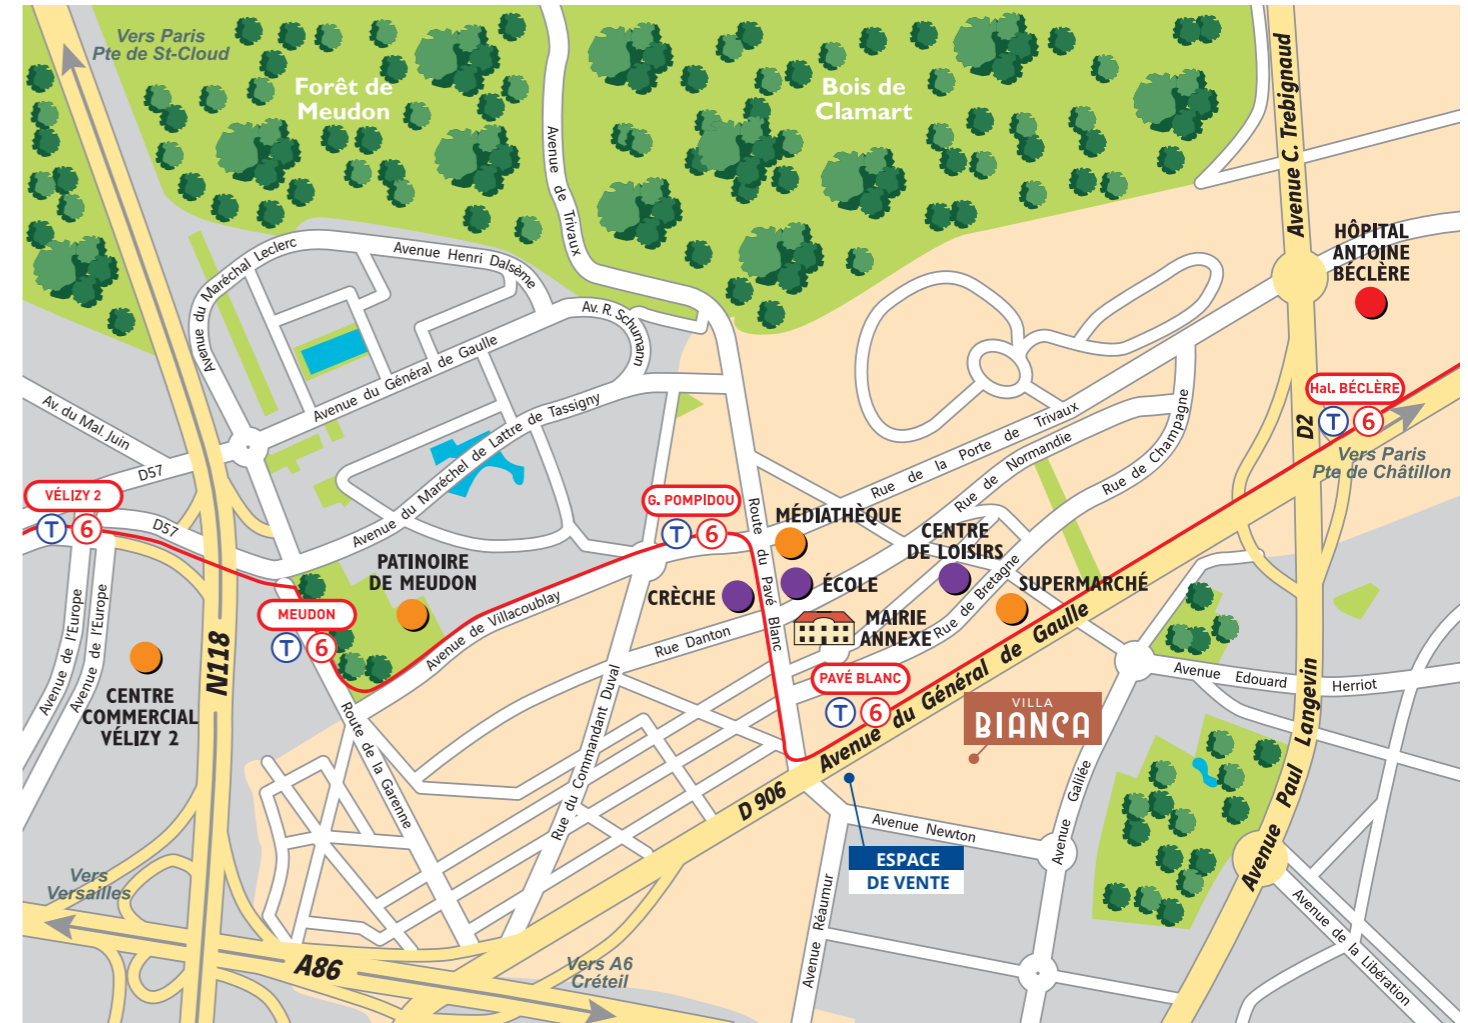 Vers Paris
Pte de St-Cloud
Forêt de
Meudon
Bois de
Clamart
Avenue de Trivaux
Avenue C. Trebignaud
HÔPITAL
ANTOINE
BÉCLÈRE
Avenue du Maréchal Leclerc
Avenue Henri Dalsème
Av. R. Schumann
Avenue du Général de Gaulle
Avenue du Maréchel de Lattre de Tassigny
Av. du Mal. Juin
D57
D57
VÉLIZY 2
T 6
G. POMPIDOU
T 6
Hal. BÉCLÈRE
T 6
D2
Vers Paris
Pte de Châtillon
Rue de la Porte de Trivaux
Rue de Normandie
Rue de Champagne
Route du Pavé Blanc
MÉDIATHÈQUE
CENTRE
DE LOISIRS
PATINOIRE
DE MEUDON
CRÈCHE
ÉCOLE
SUPERMARCHÉ
MAIRIE
ANNEXE
Rue de Bretagne
MEUDON
T 6
Avenue de Villacoublay
Rue Danton
Avenue de l'Europe
Avenue de l'Europe
N118
CENTRE
COMMERCIAL
VÉLIZY 2
PAVÉ BLANC
T 6
VILLA
BIANCA
Avenue du Général de Gaulle
D 906
Avenue Edouard Herriot
Avenue Paul Langevin
Route de la Garenne
Rue du Commandant Duval
Avenue Galilée
Avenue Newton
ESPACE
DE VENTE
Avenue Réaumur
Avenue de la Libération
Vers
Versailles
A86
Vers A6
Créteil